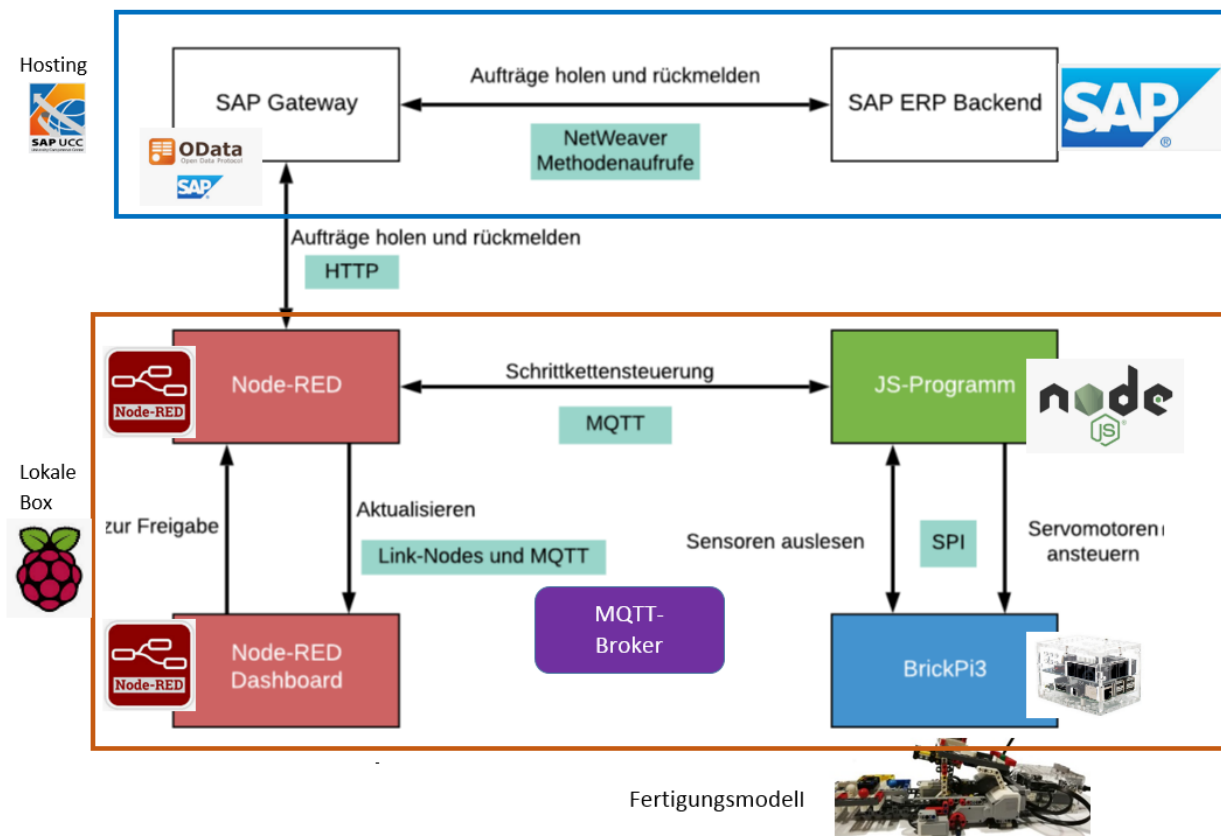 Hosting
SAP UCC
University Competence Center
SAP Gateway
OData
Open Data Protocol
SAP
Aufträge holen und rückmelden
NetWeaver
Methodenaufrufe
SAP ERP Backend
SAP
®
Aufträge holen und rückmelden
HTTP
Node-RED
Node-RED
Schrittkettensteuerung
MQTT
JS-Programm
node
JS
®
Lokale
Box
zur Freigabe
Aktualisieren
Link-Nodes und MQTT
Sensoren auslesen
SPI
Servomotoren
ansteuern
Node-RED
Node-RED
Dashboard
MQTT-
Broker
BrickPi3
Fertigungsmodell